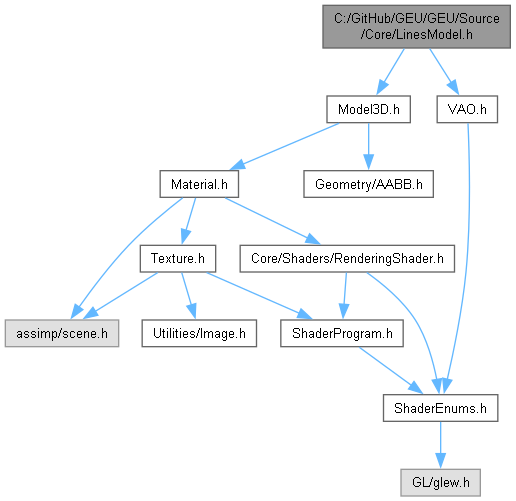 C:/GitHub/GEU/GEU/Source
/Core/LinesModel.h
Model3D.h
VAO.h
Material.h
Geometry/AABB.h
Texture.h
Core/Shaders/RenderingShader.h
assimp/scene.h
Utilities/Image.h
ShaderProgram.h
ShaderEnums.h
GL/glew.h